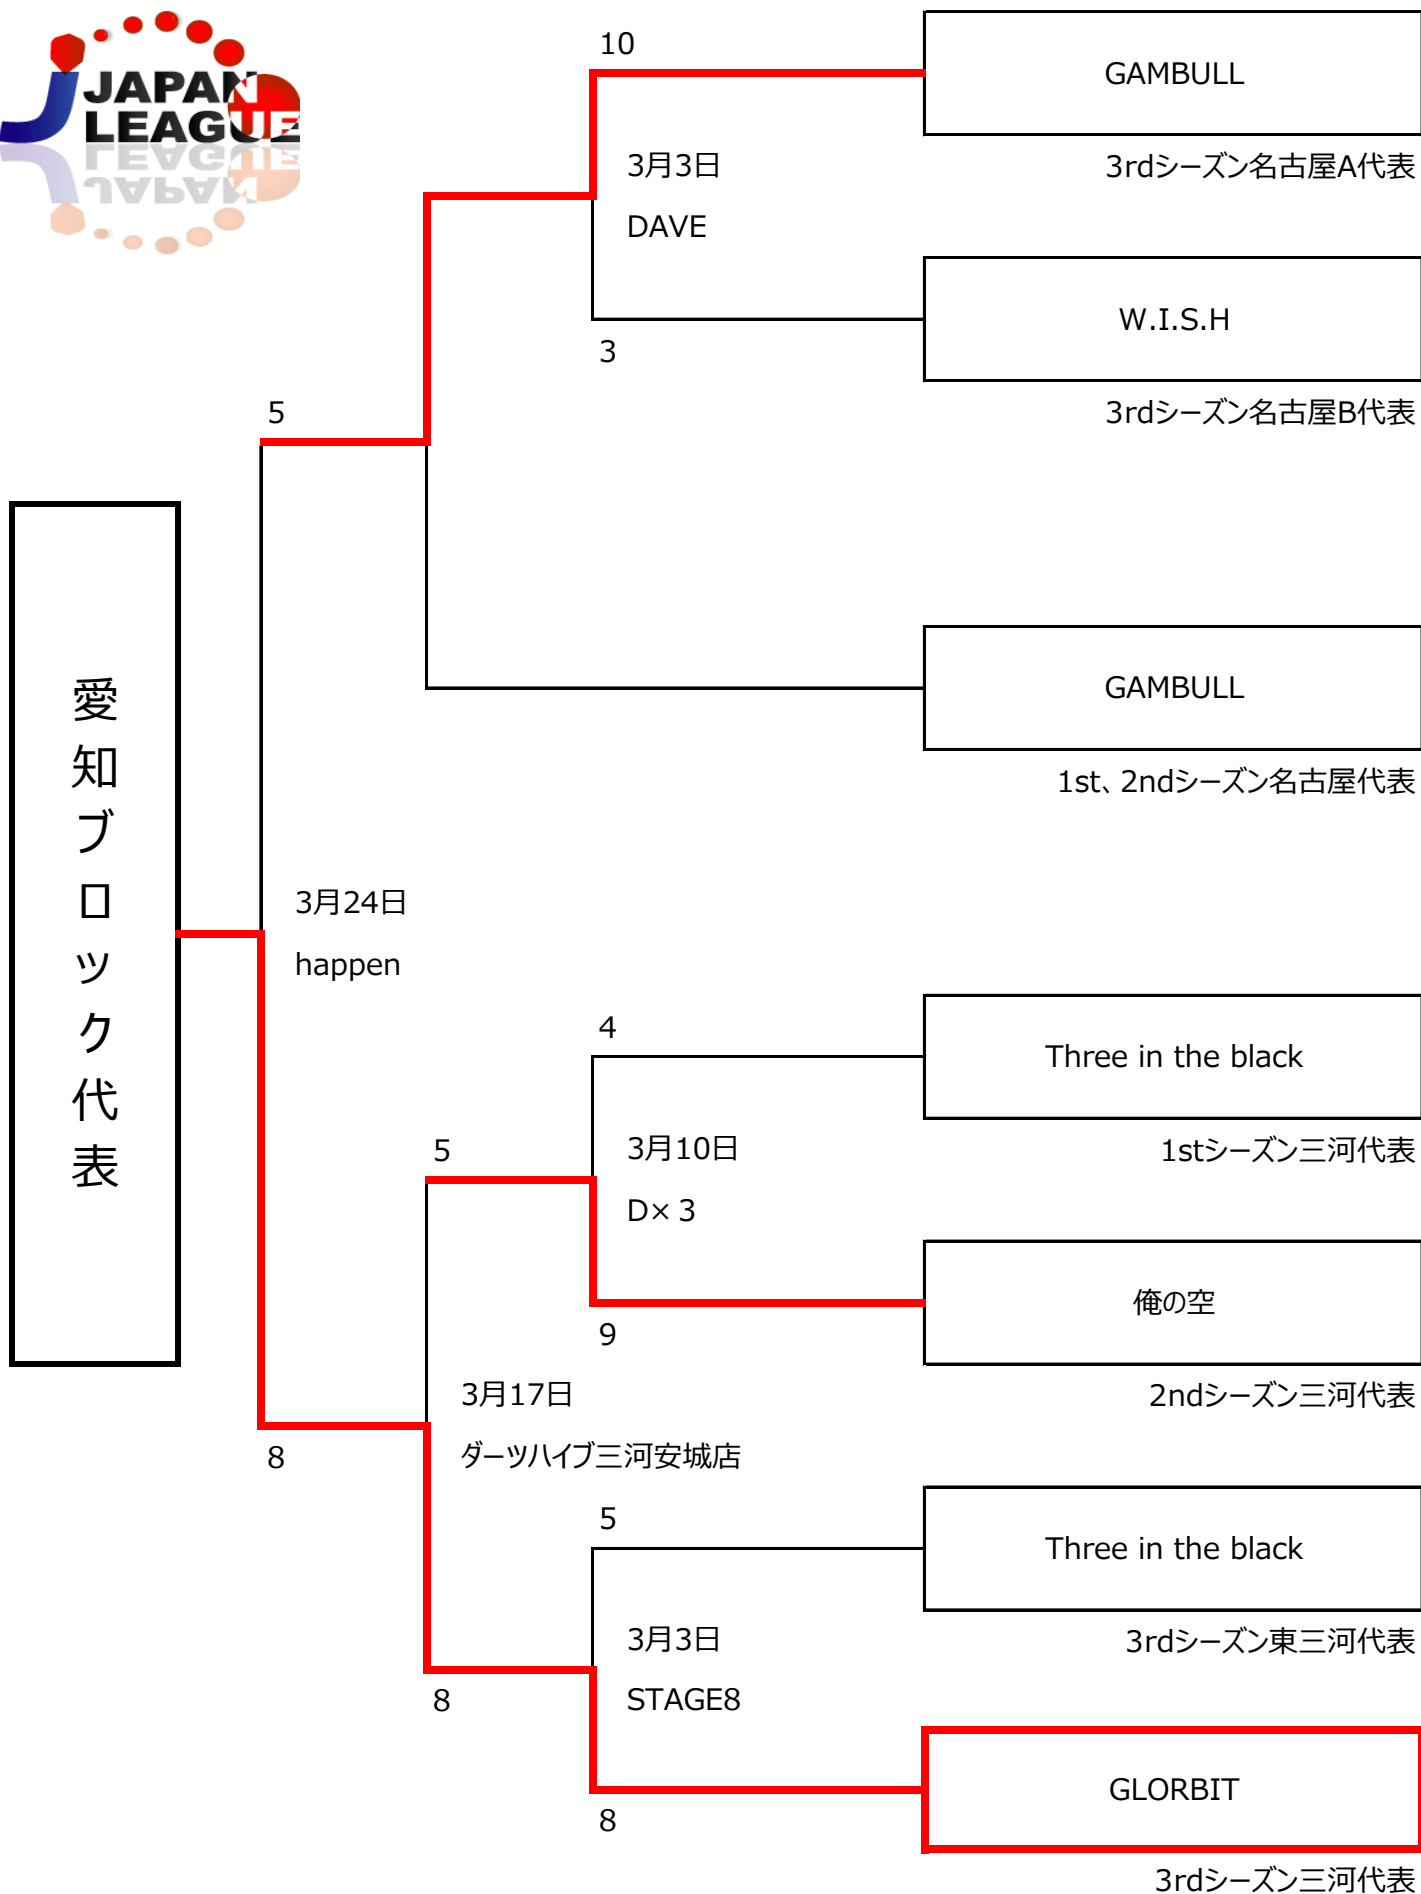 JAPAN
LEAGUE
10
GAMBULL
3月3日
3rdシーズン名古屋A代表
DAVE
W.I.S.H
3
3rdシーズン名古屋B代表
5
GAMBULL
1st、2ndシーズン名古屋代表
愛知ブロック代表
3月24日
happen
4
Three in the black
5
3月10日
1stシーズン三河代表
D×３
俺の空
9
2ndシーズン三河代表
3月17日
8
ダーツハイブ三河安城店
5
Three in the black
3月3日
3rdシーズン東三河代表
8
STAGE8
GLORBIT
8
3rdシーズン三河代表